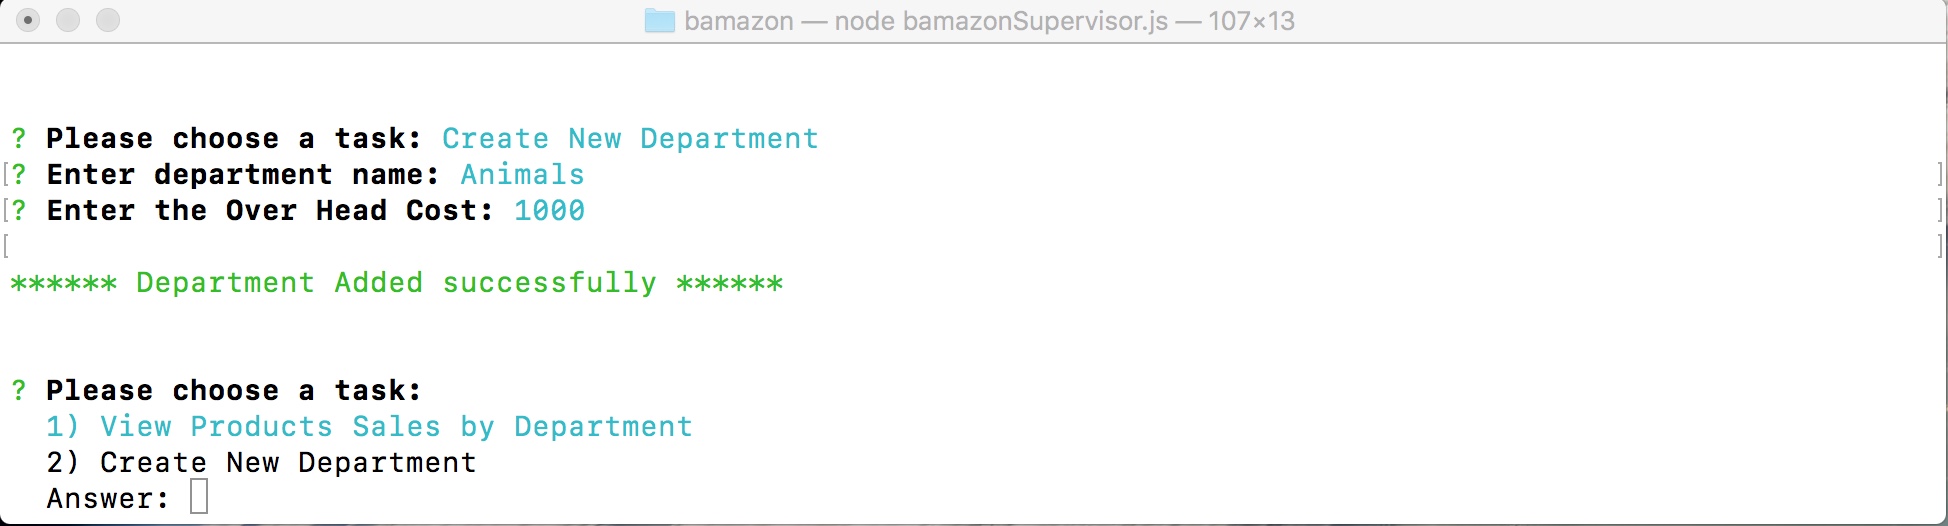 bamazon — node bamazonSupervisor.js — 107×13
? Please choose a task: Create New Department
[? Enter department name: Animals ]
[? Enter the Over Head Cost: 1000 ]
[ ]
****** Department Added successfully ******
? Please choose a task:
1) View Products Sales by Department
2) Create New Department
Answer: